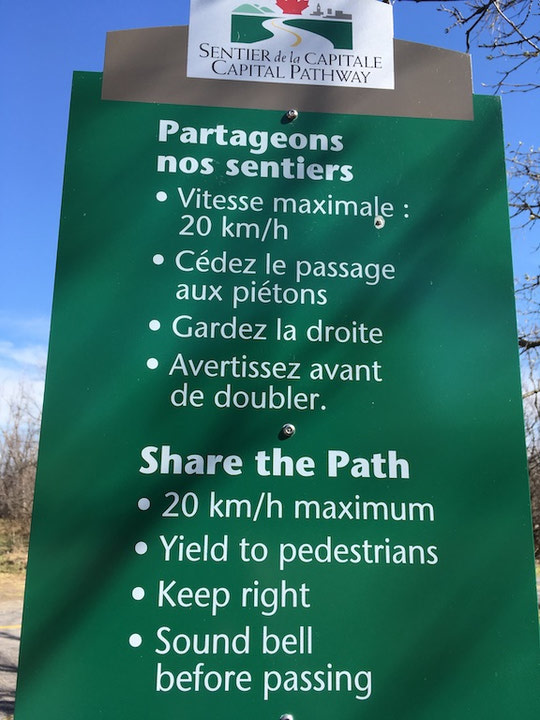 SENTIER de la CAPITALE
CAPITAL PATHWAY
Partageons
nos sentiers
• Vitesse maximale :
20 km/h
• Cédez le passage
aux piétons
• Gardez la droite
• Avertissez avant
de doubler.
Share the Path
• 20 km/h maximum
• Yield to pedestrians
• Keep right
• Sound bell
before passing